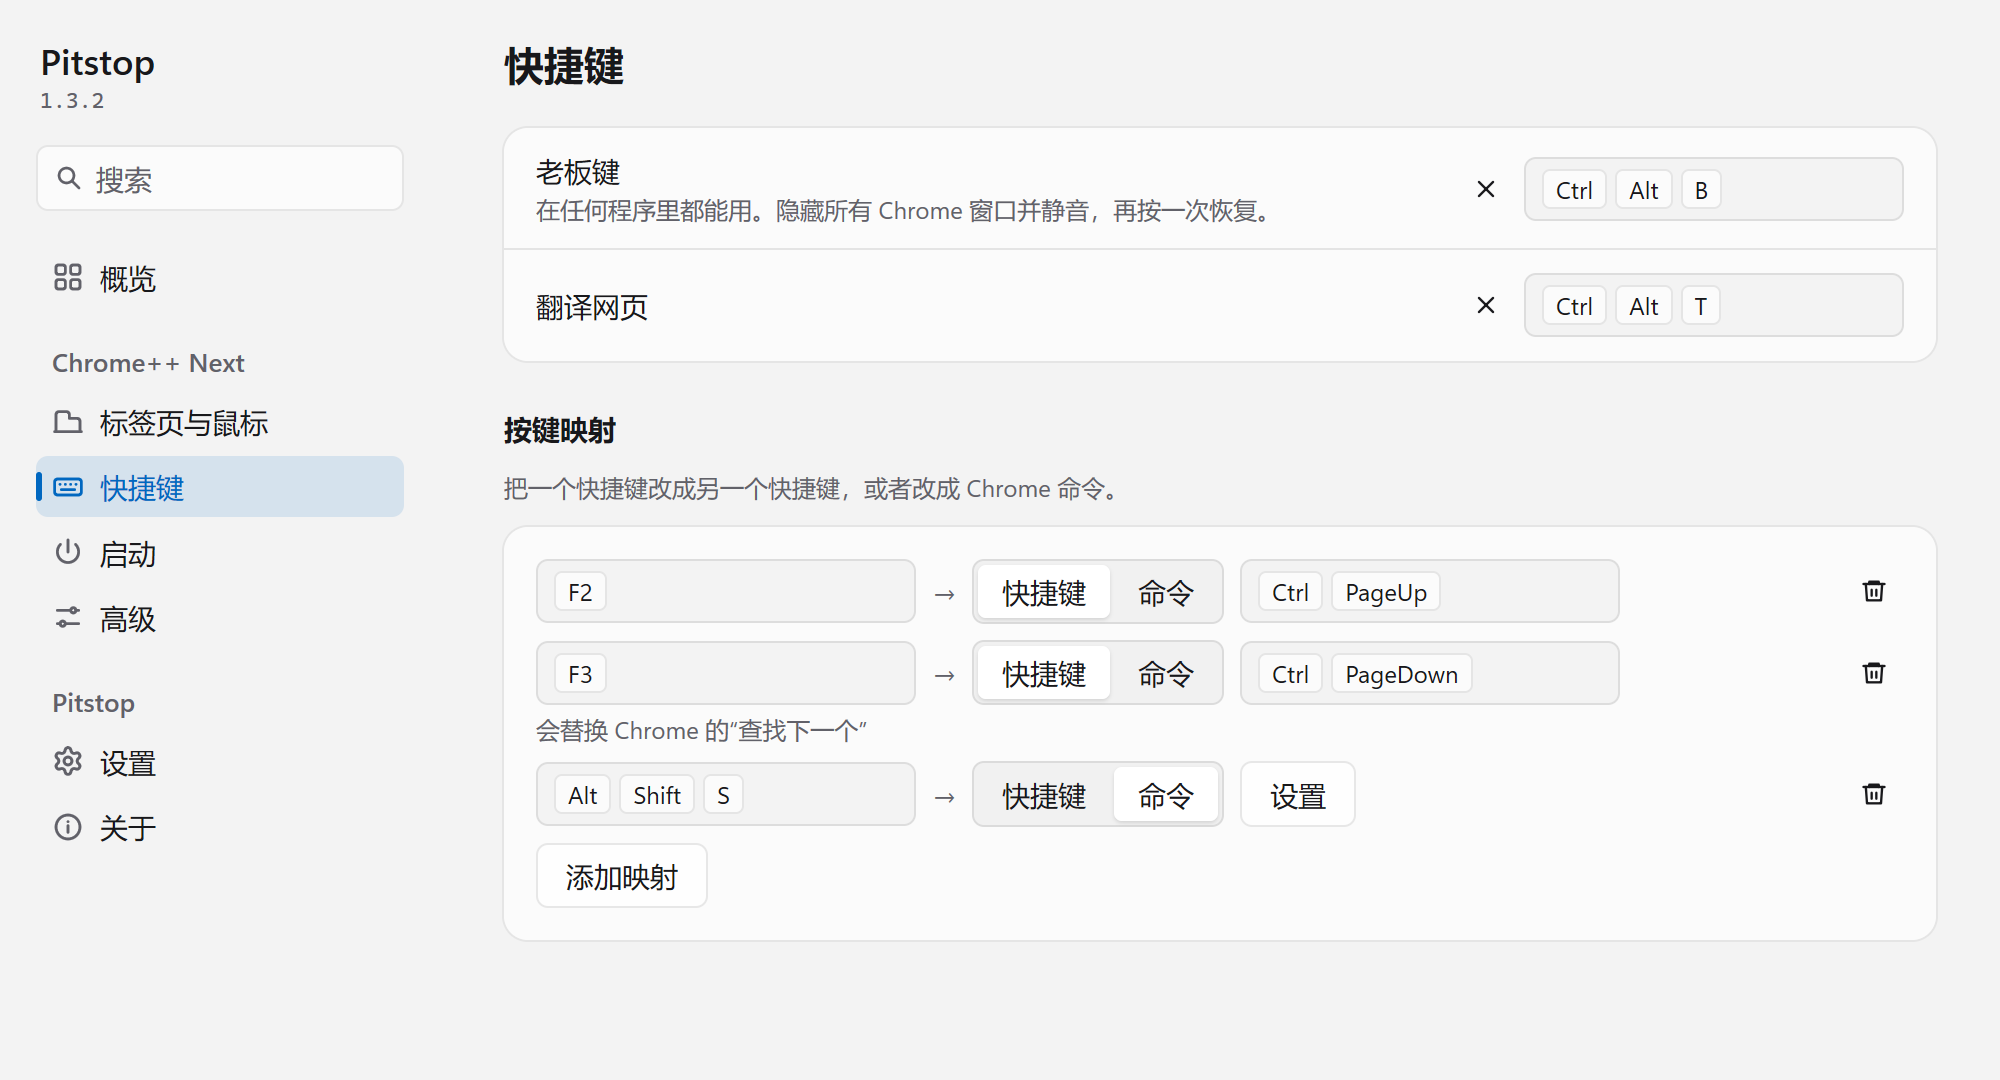 Pitstop
1.3.2
搜索
概览
Chrome++ Next
标签页与鼠标
快捷键
启动
高级
Pitstop
设置
关于
快捷键
老板键
在任何程序里都能用。隐藏所有 Chrome 窗口并静音，再按一次恢复。
Ctrl Alt B
翻译网页
Ctrl Alt T
按键映射
把一个快捷键改成另一个快捷键，或者改成 Chrome 命令。
F2 → 快捷键 命令 Ctrl PageUp
F3 → 快捷键 命令 Ctrl PageDown
会替换 Chrome 的“查找下一个”
Alt Shift S → 快捷键 命令 设置
添加映射